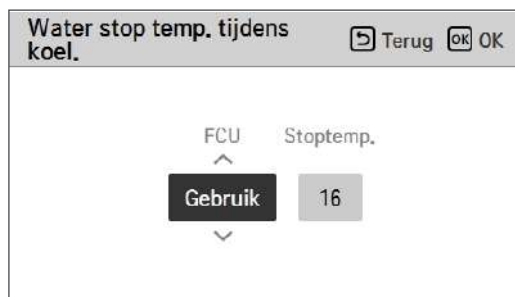 Water stop temp. tijdens
koel.
Terug OK OK
FCU Stoptemp.
Gebruik 16